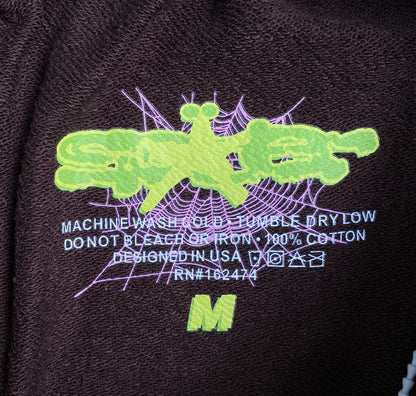 MACHINE WASH COLD • TUMBLE DRY LOW
DO NOT BLEACH OR IRON • 100% COTTON
DESIGNED IN USA
RN#162474
M